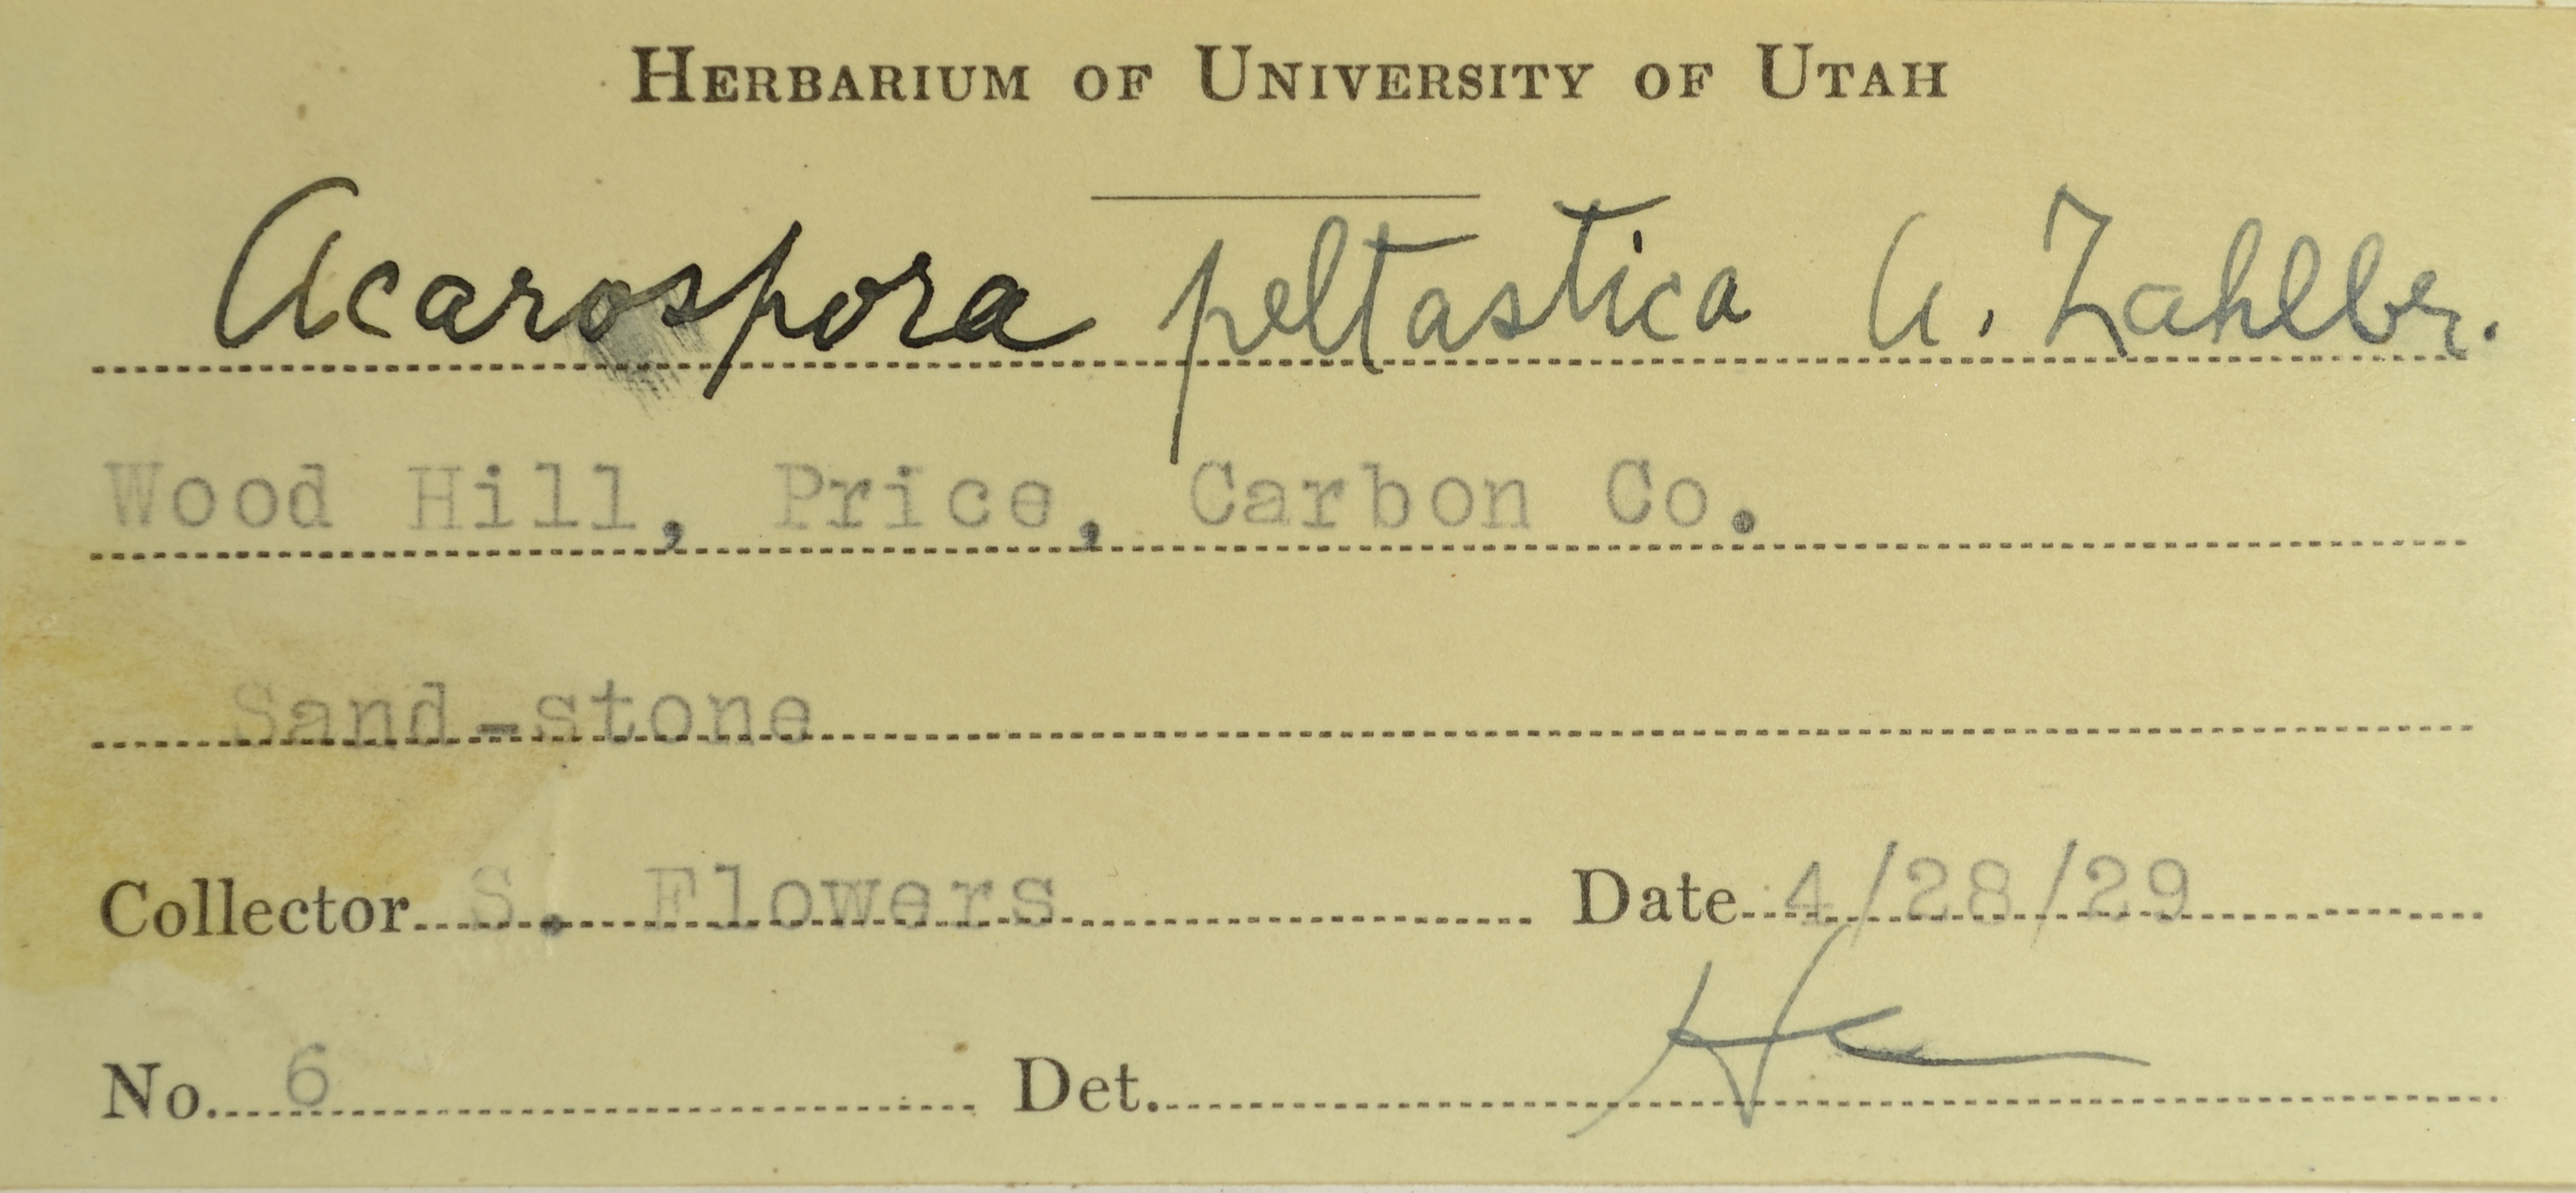 HERBARIUM OF UNIVERSITY OF UTAH
Acarospora peltastica A. Zahlbr.
Wood Hill, Price, Carbon Co.
Sand-stone
Collector S. Flowers Date 4/28/29
No. 6 Det.